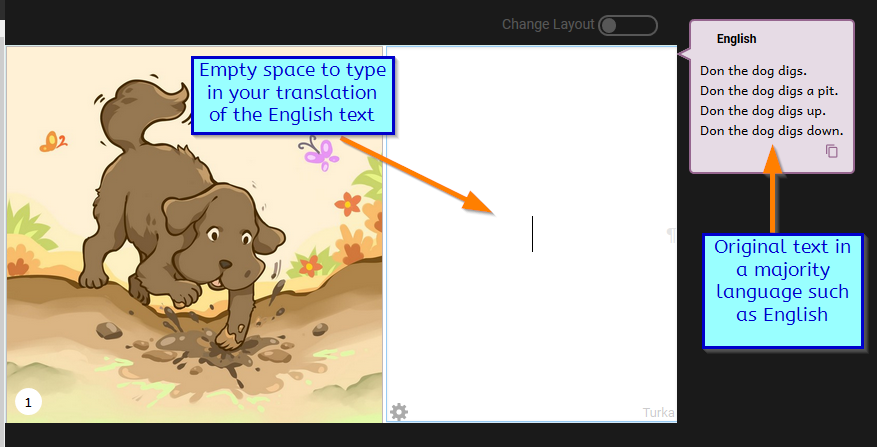 Change Layout
English
Don the dog digs.
Don the dog digs a pit.
Don the dog digs up.
Don the dog digs down.
Empty space to type
in your translation
of the English text
Original text in
a majority
language such
as English
¶
1
Turka